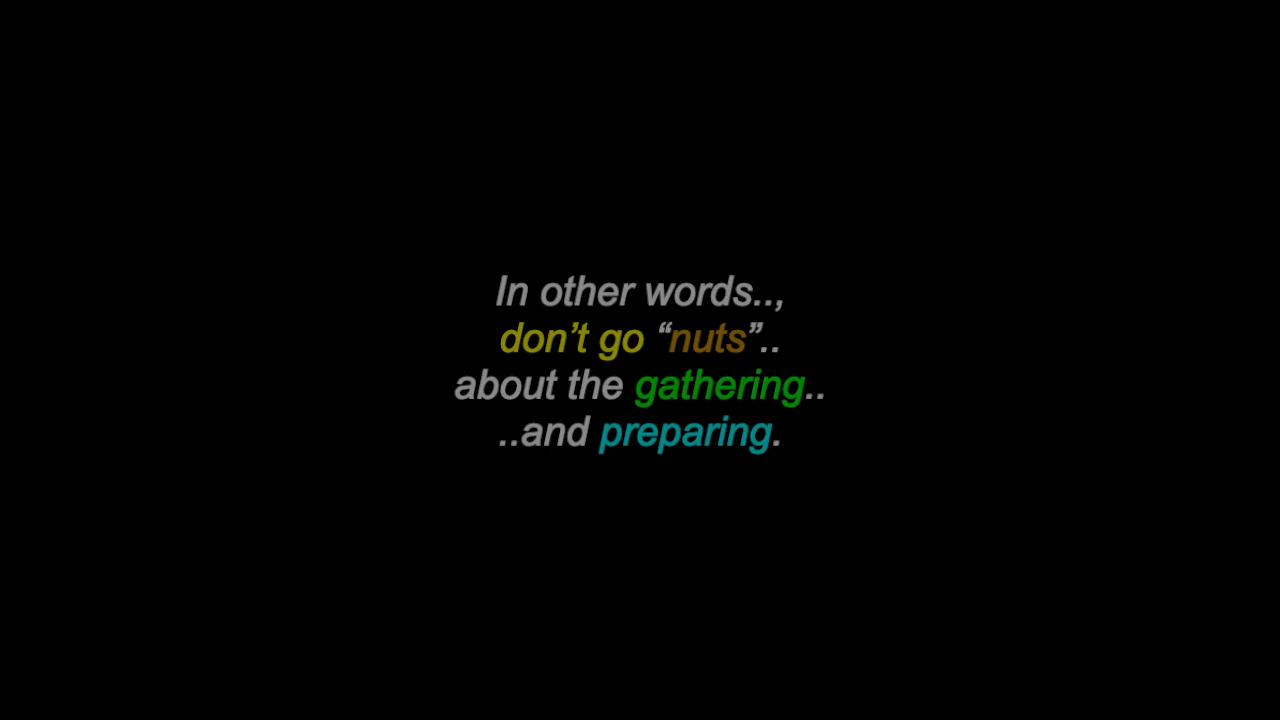 In other words..,
don’t go “nuts”..
about the gathering..
..and preparing.